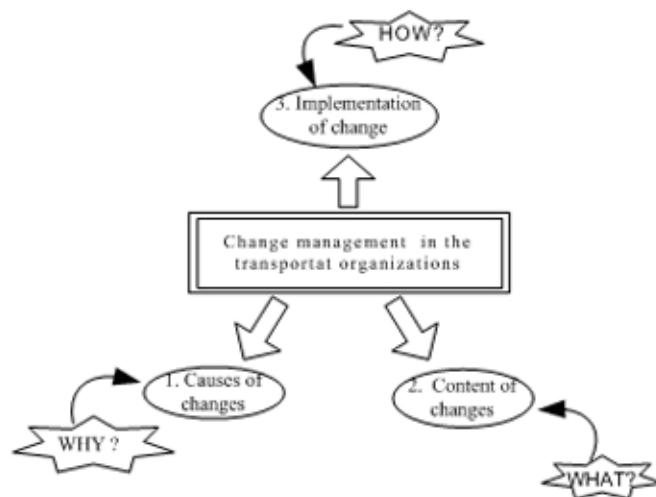 HOW?
3. Implementation
of change
Change management in the
transportat organizations
1. Causes of
changes
2. Content of
changes
WHY ?
WHAT?